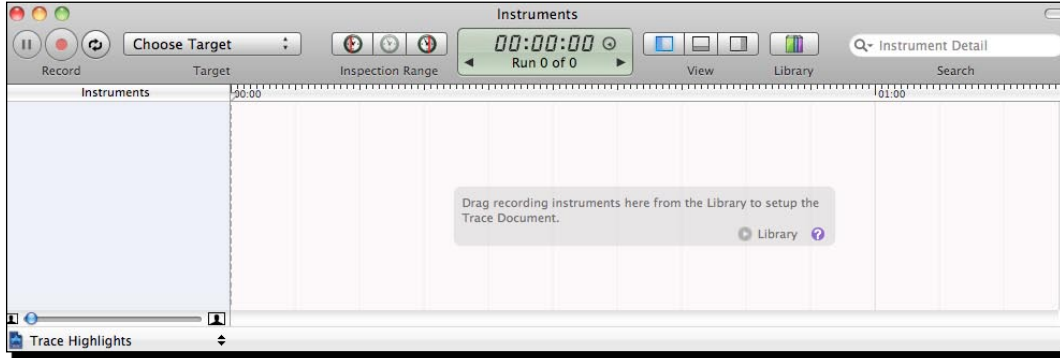 Instruments
Choose Target
00:00:00
Run 0 of 0
Instrument Detail
Record
Target
Inspection Range
View
Library
Search
Instruments
00:00
01:00
Drag recording instruments here from the Library to setup the
Trace Document.
Library ?
Trace Highlights